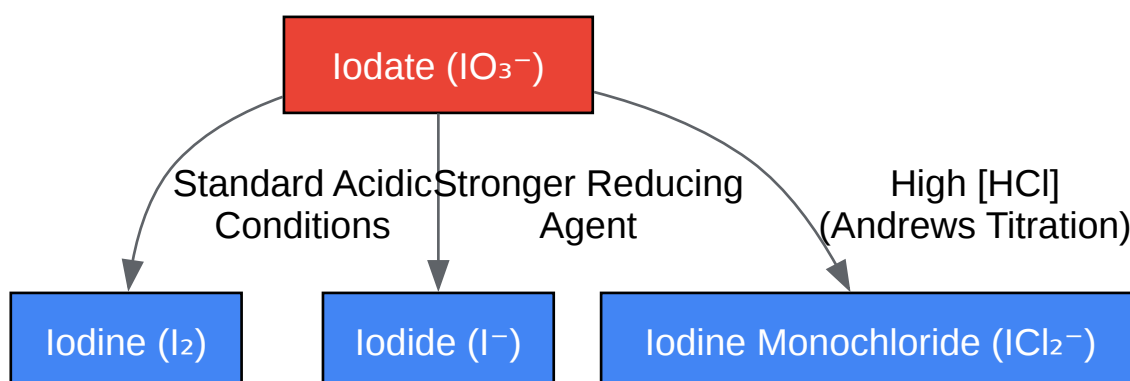 Iodate (IO₃⁻)
Standard Acidic
Conditions
Stronger Reducing
Agent
High [HCl]
(Andrews Titration)
Iodine (I₂)
Iodide (I⁻)
Iodine Monochloride (ICl₂⁻)